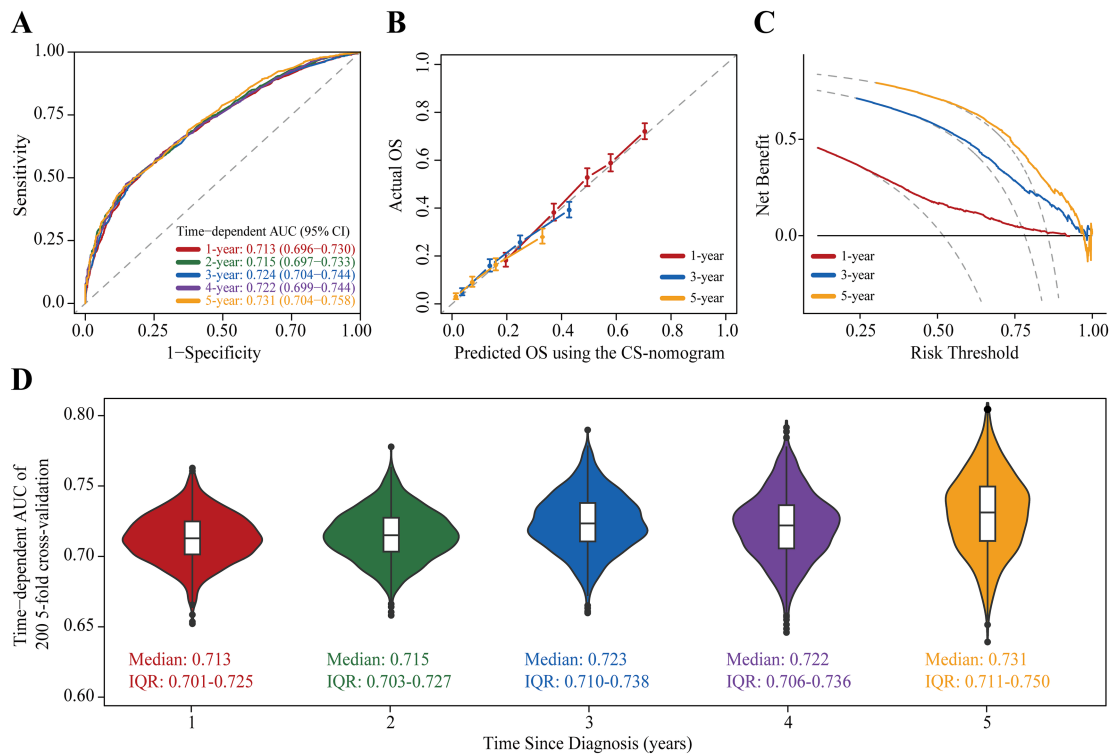 A
1.00
0.75
0.50
0.25
0.0
Sensitivity
Time−dependent AUC (95% CI)
1-year: 0.713 (0.696−0.730)
2-year: 0.715 (0.697−0.733)
3-year: 0.724 (0.704−0.744)
4-year: 0.722 (0.699−0.744)
5-year: 0.731 (0.704−0.758)
0.0 0.25 0.50 0.70 1.00
1−Specificity
B
1.0
0.8
0.6
0.4
0.2
0.0
Actual OS
1-year
3-year
5-year
0.0 0.2 0.4 0.6 0.8 1.0
Predicted OS using the CS-nomogram
C
0.5
0.0
Net Benefit
1-year
3-year
5-year
0.25 0.50 0.75 1.00
Risk Threshold
D
0.80
0.75
0.70
0.65
0.60
Time−dependent AUC of
200 5-fold cross-validation
Median: 0.713
IQR: 0.701-0.725
Median: 0.715
IQR: 0.703-0.727
Median: 0.723
IQR: 0.710-0.738
Median: 0.722
IQR: 0.706-0.736
Median: 0.731
IQR: 0.711-0.750
1 2 3 4 5
Time Since Diagnosis (years)